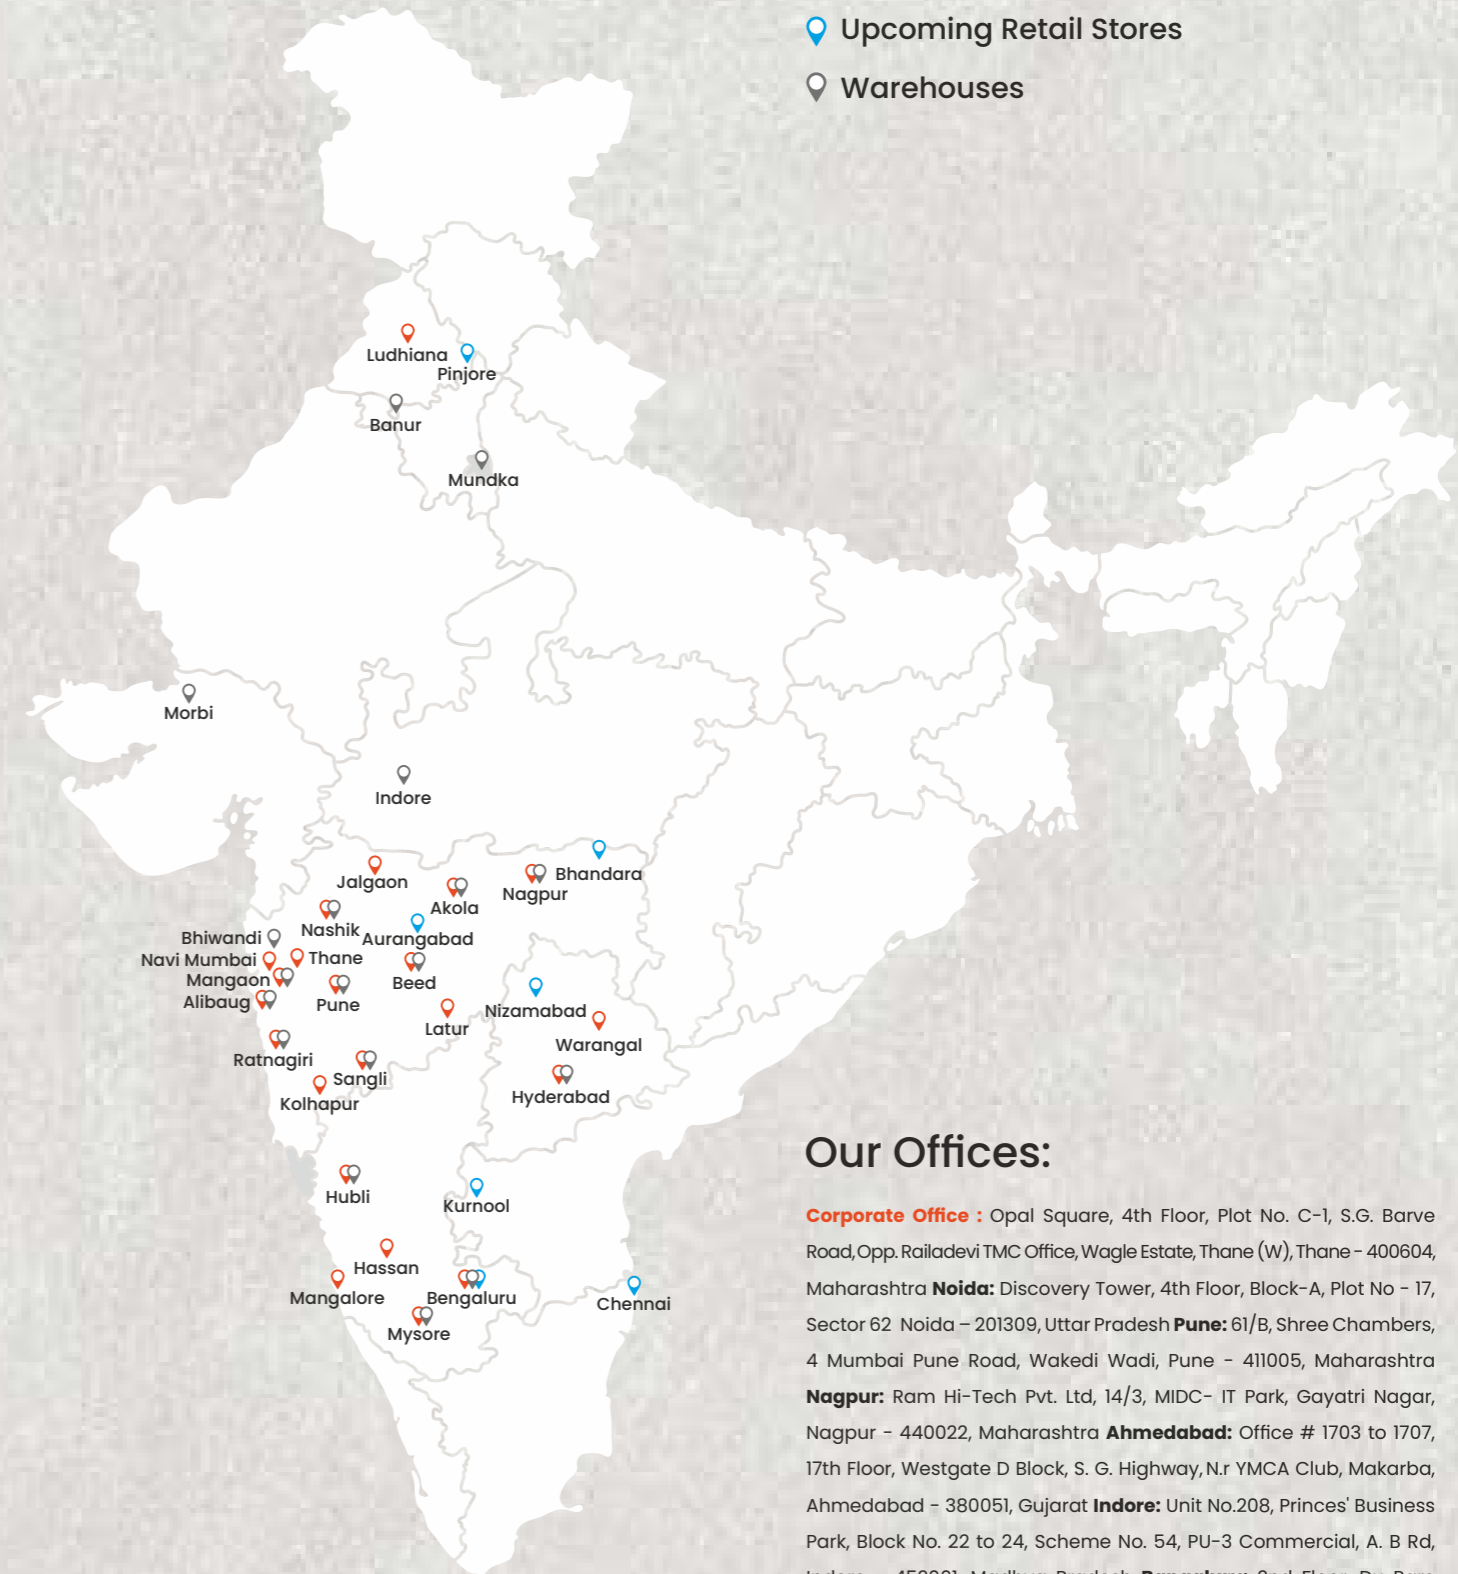 Upcoming Retail Stores
Warehouses
Ludhiana
Pinjore
Banur
Mundka
Morbi
Indore
Jalgaon
Bhandara
Nagpur
Akola
Nashik
Aurangabad
Bhiwandi
Navi Mumbai
Thane
Mangaon
Beed
Alibaug
Pune
Nizamabad
Latur
Warangal
Ratnagiri
Sangli
Hyderabad
Kolhapur
Hubli
Kurnool
Hassan
Mangalore
Bengaluru
Chennai
Mysore
Our Offices:
Corporate Office : Opal Square, 4th Floor, Plot No. C-1, S.G. Barve
Road, Opp. Railadevi TMC Office, Wagle Estate, Thane (W), Thane - 400604,
Maharashtra Noida: Discovery Tower, 4th Floor, Block-A, Plot No - 17,
Sector 62 Noida – 201309, Uttar Pradesh Pune: 61/B, Shree Chambers,
4 Mumbai Pune Road, Wakedi Wadi, Pune - 411005, Maharashtra
Nagpur: Ram Hi-Tech Pvt. Ltd, 14/3, MIDC- IT Park, Gayatri Nagar,
Nagpur - 440022, Maharashtra Ahmedabad: Office # 1703 to 1707,
17th Floor, Westgate D Block, S. G. Highway, N.r YMCA Club, Makarba,
Ahmedabad - 380051, Gujarat Indore: Unit No.208, Princes' Business
Park, Block No. 22 to 24, Scheme No. 54, PU-3 Commercial, A. B Rd,